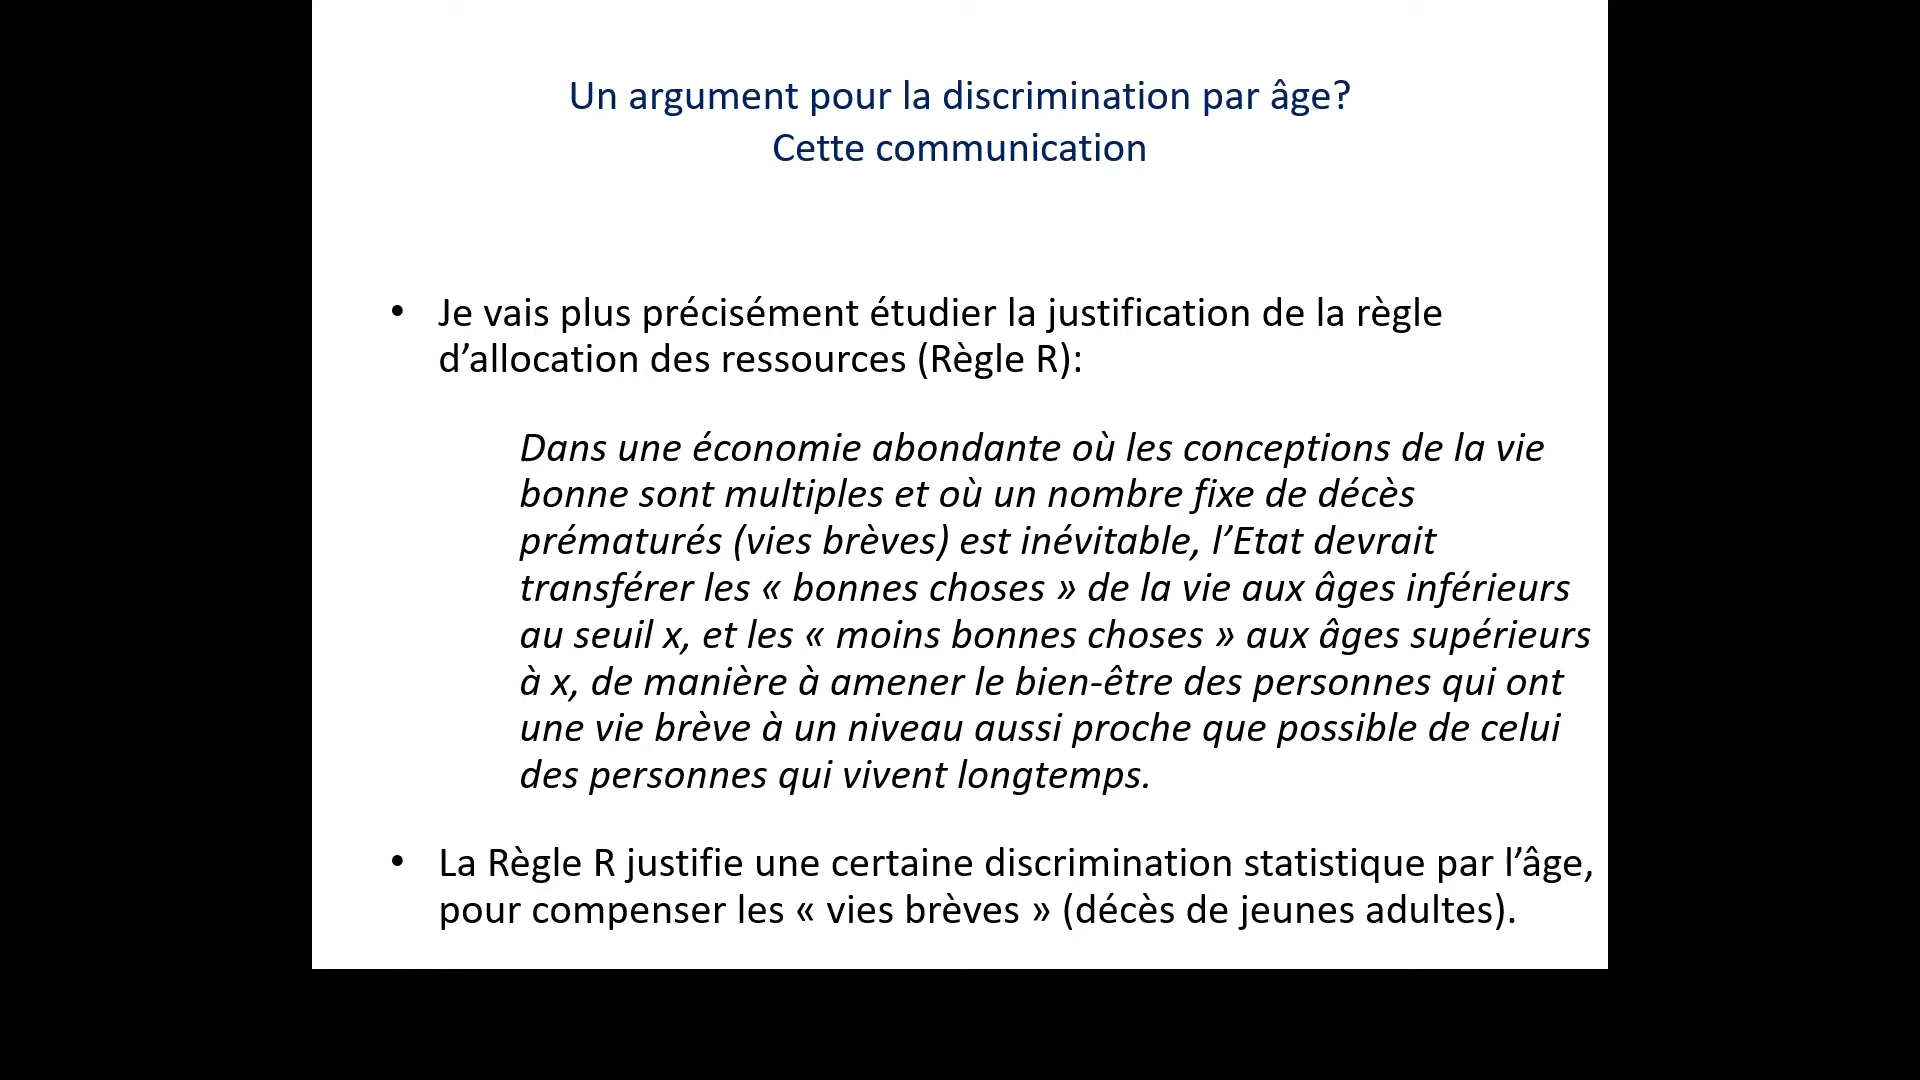 Un argument pour la discrimination par âge?
Cette communication
• Je vais plus précisément étudier la justification de la règle
d’allocation des ressources (Règle R):
Dans une économie abondante où les conceptions de la vie
bonne sont multiples et où un nombre fixe de décès
prématurés (vies brèves) est inévitable, l’Etat devrait
transférer les « bonnes choses » de la vie aux âges inférieurs
au seuil x, et les « moins bonnes choses » aux âges supérieurs
à x, de manière à amener le bien-être des personnes qui ont
une vie brève à un niveau aussi proche que possible de celui
des personnes qui vivent longtemps.
• La Règle R justifie une certaine discrimination statistique par l’âge,
pour compenser les « vies brèves » (décès de jeunes adultes).